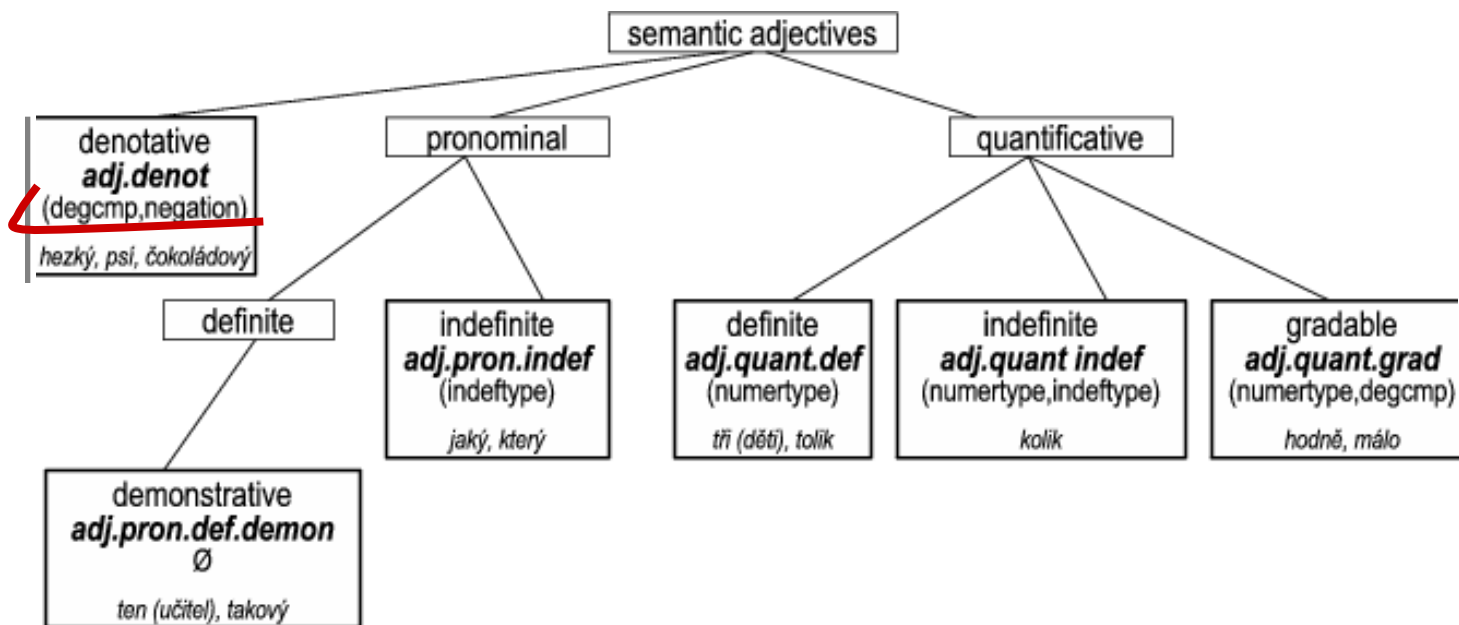 semantic adjectives
denotative
adj.denot
(degcmp,negation)
hezký, psí, čokoládový
pronominal
quantificative
definite
indefinite
adj.pron.indef
(indeftype)
jaký, který
definite
adj.quant.def
(numertype)
tři (děti), tolik
indefinite
adj.quant indef
(numertype,indeftype)
kolik
gradable
adj.quant.grad
(numertype,degcmp)
hodně, málo
demonstrative
adj.pron.def.demon
Ø
ten (učitel), takový